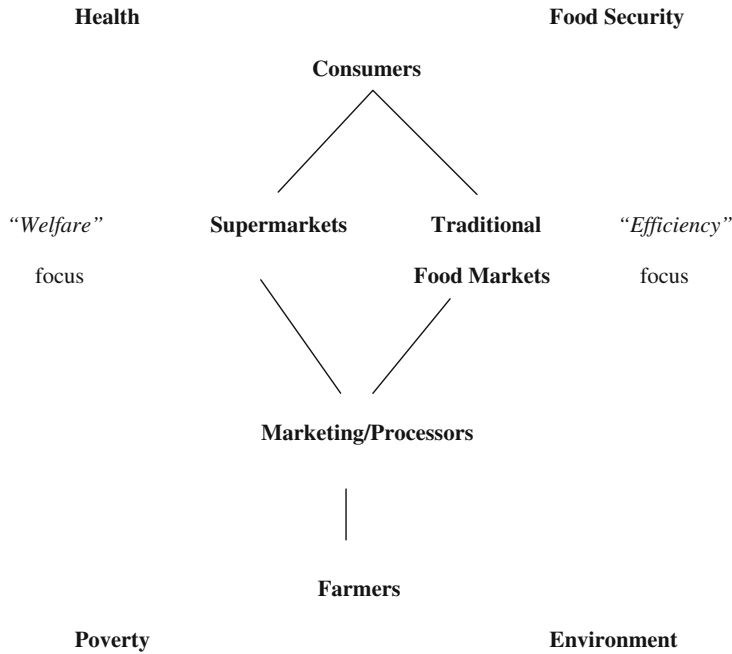 Health
Food Security
Consumers
“Welfare”
Supermarkets
Traditional
“Efficiency”
focus
Food Markets
focus
Marketing/Processors
Farmers
Poverty
Environment